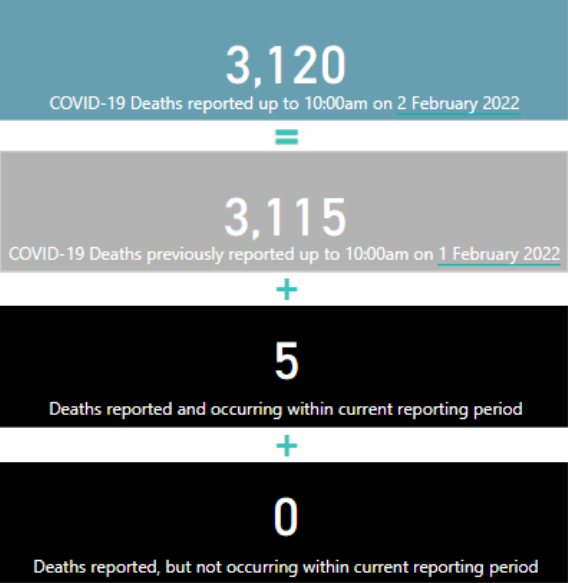 3,120
COVID-19 Deaths reported up to 10:00am on 2 February 2022
=
3,115
COVID-19 Deaths previously reported up to 10:00am on 1 February 2022
+
5
Deaths reported and occurring within current reporting period
+
0
Deaths reported, but not occurring within current reporting period